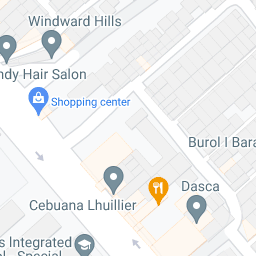 Windward Hills
ndy Hair Salon
Shopping center
Burol I Bara
Dasca
Cebuana Lhuillier
s Integrated
l - Special